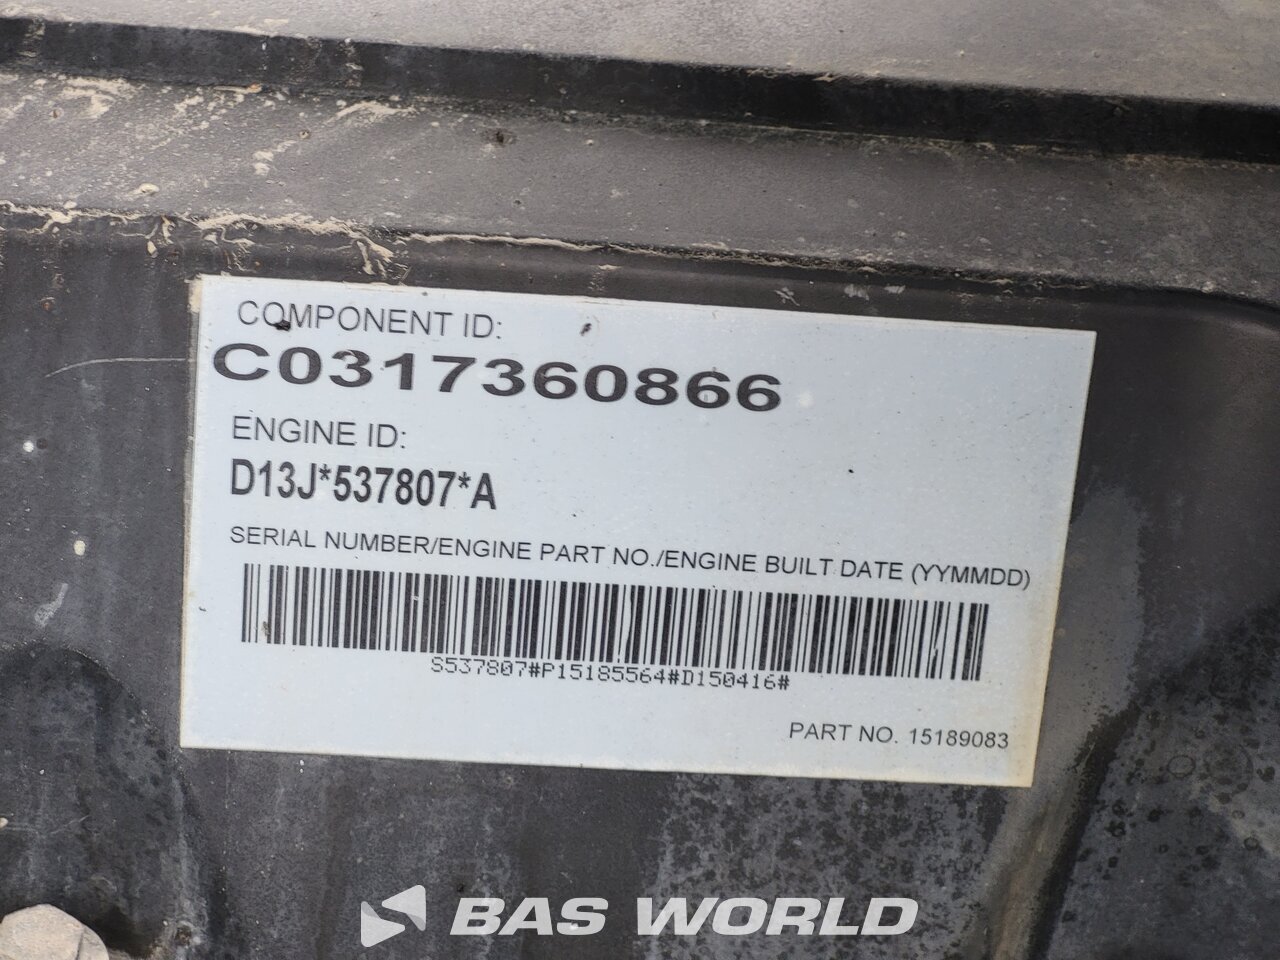 COMPONENT ID:
C0317360866
ENGINE ID:
D13J*537807*A
SERIAL NUMBER/ENGINE PART NO./ENGINE BUILT DATE (YYMMDD)
S537807#P15185564#D150416#
PART NO. 15189083
BAS WORLD